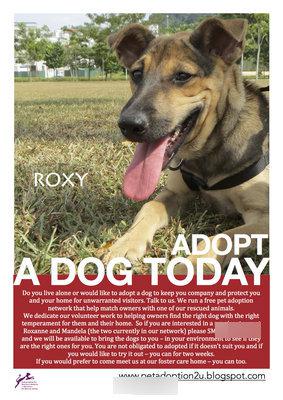 ROXY
ADOPT
A DOG TODAY
Do you live alone or would like to adopt a dog to keep you company and protect you
and your home for unwarranted visitors. Talk to us. We run a free pet adoption
network that help match owners with one of our rescued animals.
We dedicate our volunteer work to helping owners find the right dog with the right
temperament for them and their home. So if you are interested in a
Roxanne and Mandela (the two currently in our network) please SM
and we will be available to bring the dogs to you – in your environment to see if they
are the right ones for you. You are not obligated to adopted if it doesn't suit you and if
you would like to try it out – you can for two weeks.
If you would prefer to come meet us at our foster care home – you can too.
www.petadoption2u.blogspot.com